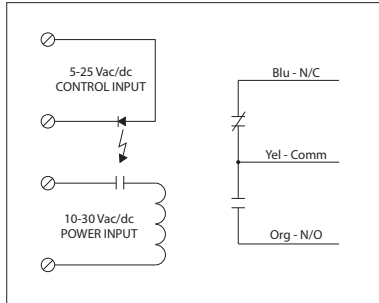 5-25 Vac/dc
CONTROL INPUT
10-30 Vac/dc
POWER INPUT
Blu - N/C
Yel - Comm
Org - N/O